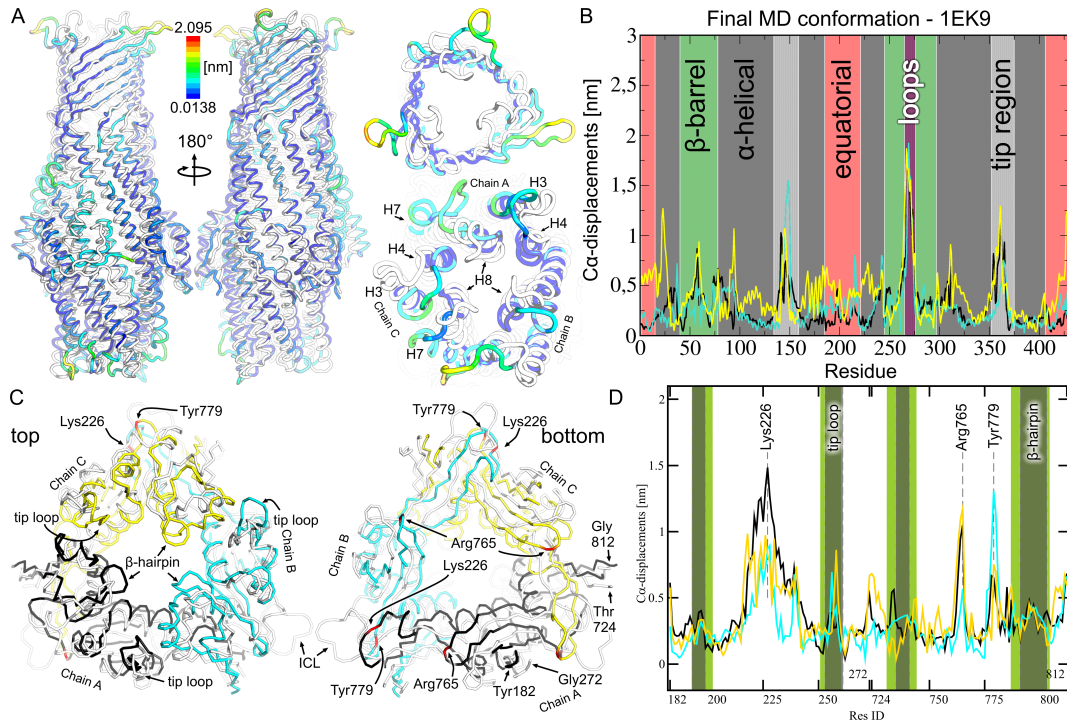 A
2.095
[nm]
0.0138
180°
Chain A
H3
H7
H4
H4
H8
H3
Chain C
H7
Chain B
B
Final MD conformation - 1EK9
Cα-displacements [nm]
3
2.5
2
1.5
1
0.5
0
β-barrel
α-helical
equatorial
loops
tip region
0 50 100 150 200 250 300 350 400
Residue
C
top
Lys226
Tyr779
Chain C
tip loop
tip loop
Chain B
β-hairpin
Chain A
tip loop
ICL
bottom
Tyr779
Lys226
Chain C
Chain B
Arg765
Lys226
Gly
812
Thr
724
Tyr779
Arg765
Tyr182
Chain A
Gly272
D
Cα-displacements [nm]
2
1.5
1
0.5
0
Lys226
tip loop
Arg765
Tyr779
β-hairpin
272
812
182 200 225 250 724 750 775 800
Res ID